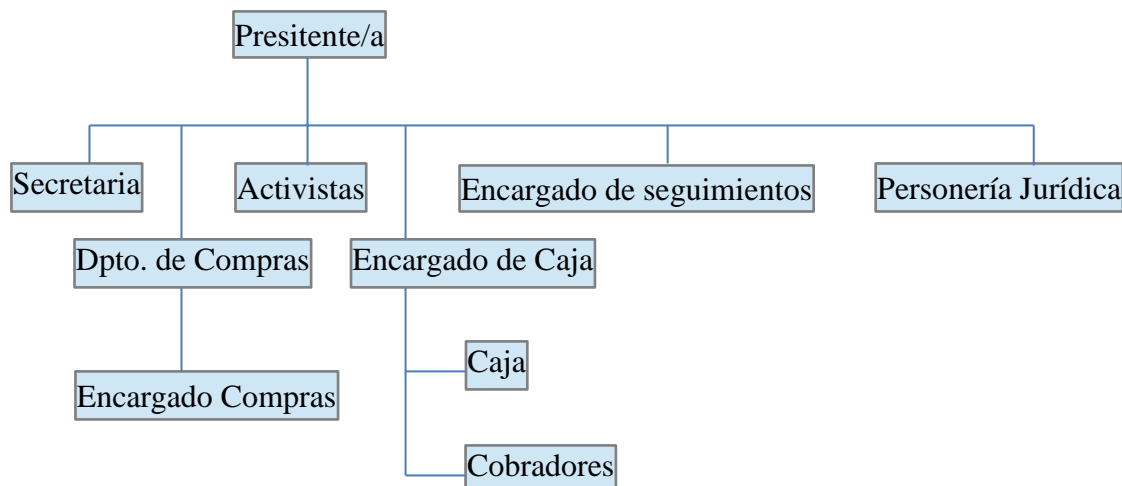 Presitente/a
Secretaria
Activistas
Encargado de seguimientos
Personería Jurídica
Dpto. de Compras
Encargado de Caja
Caja
Encargado Compras
Cobradores